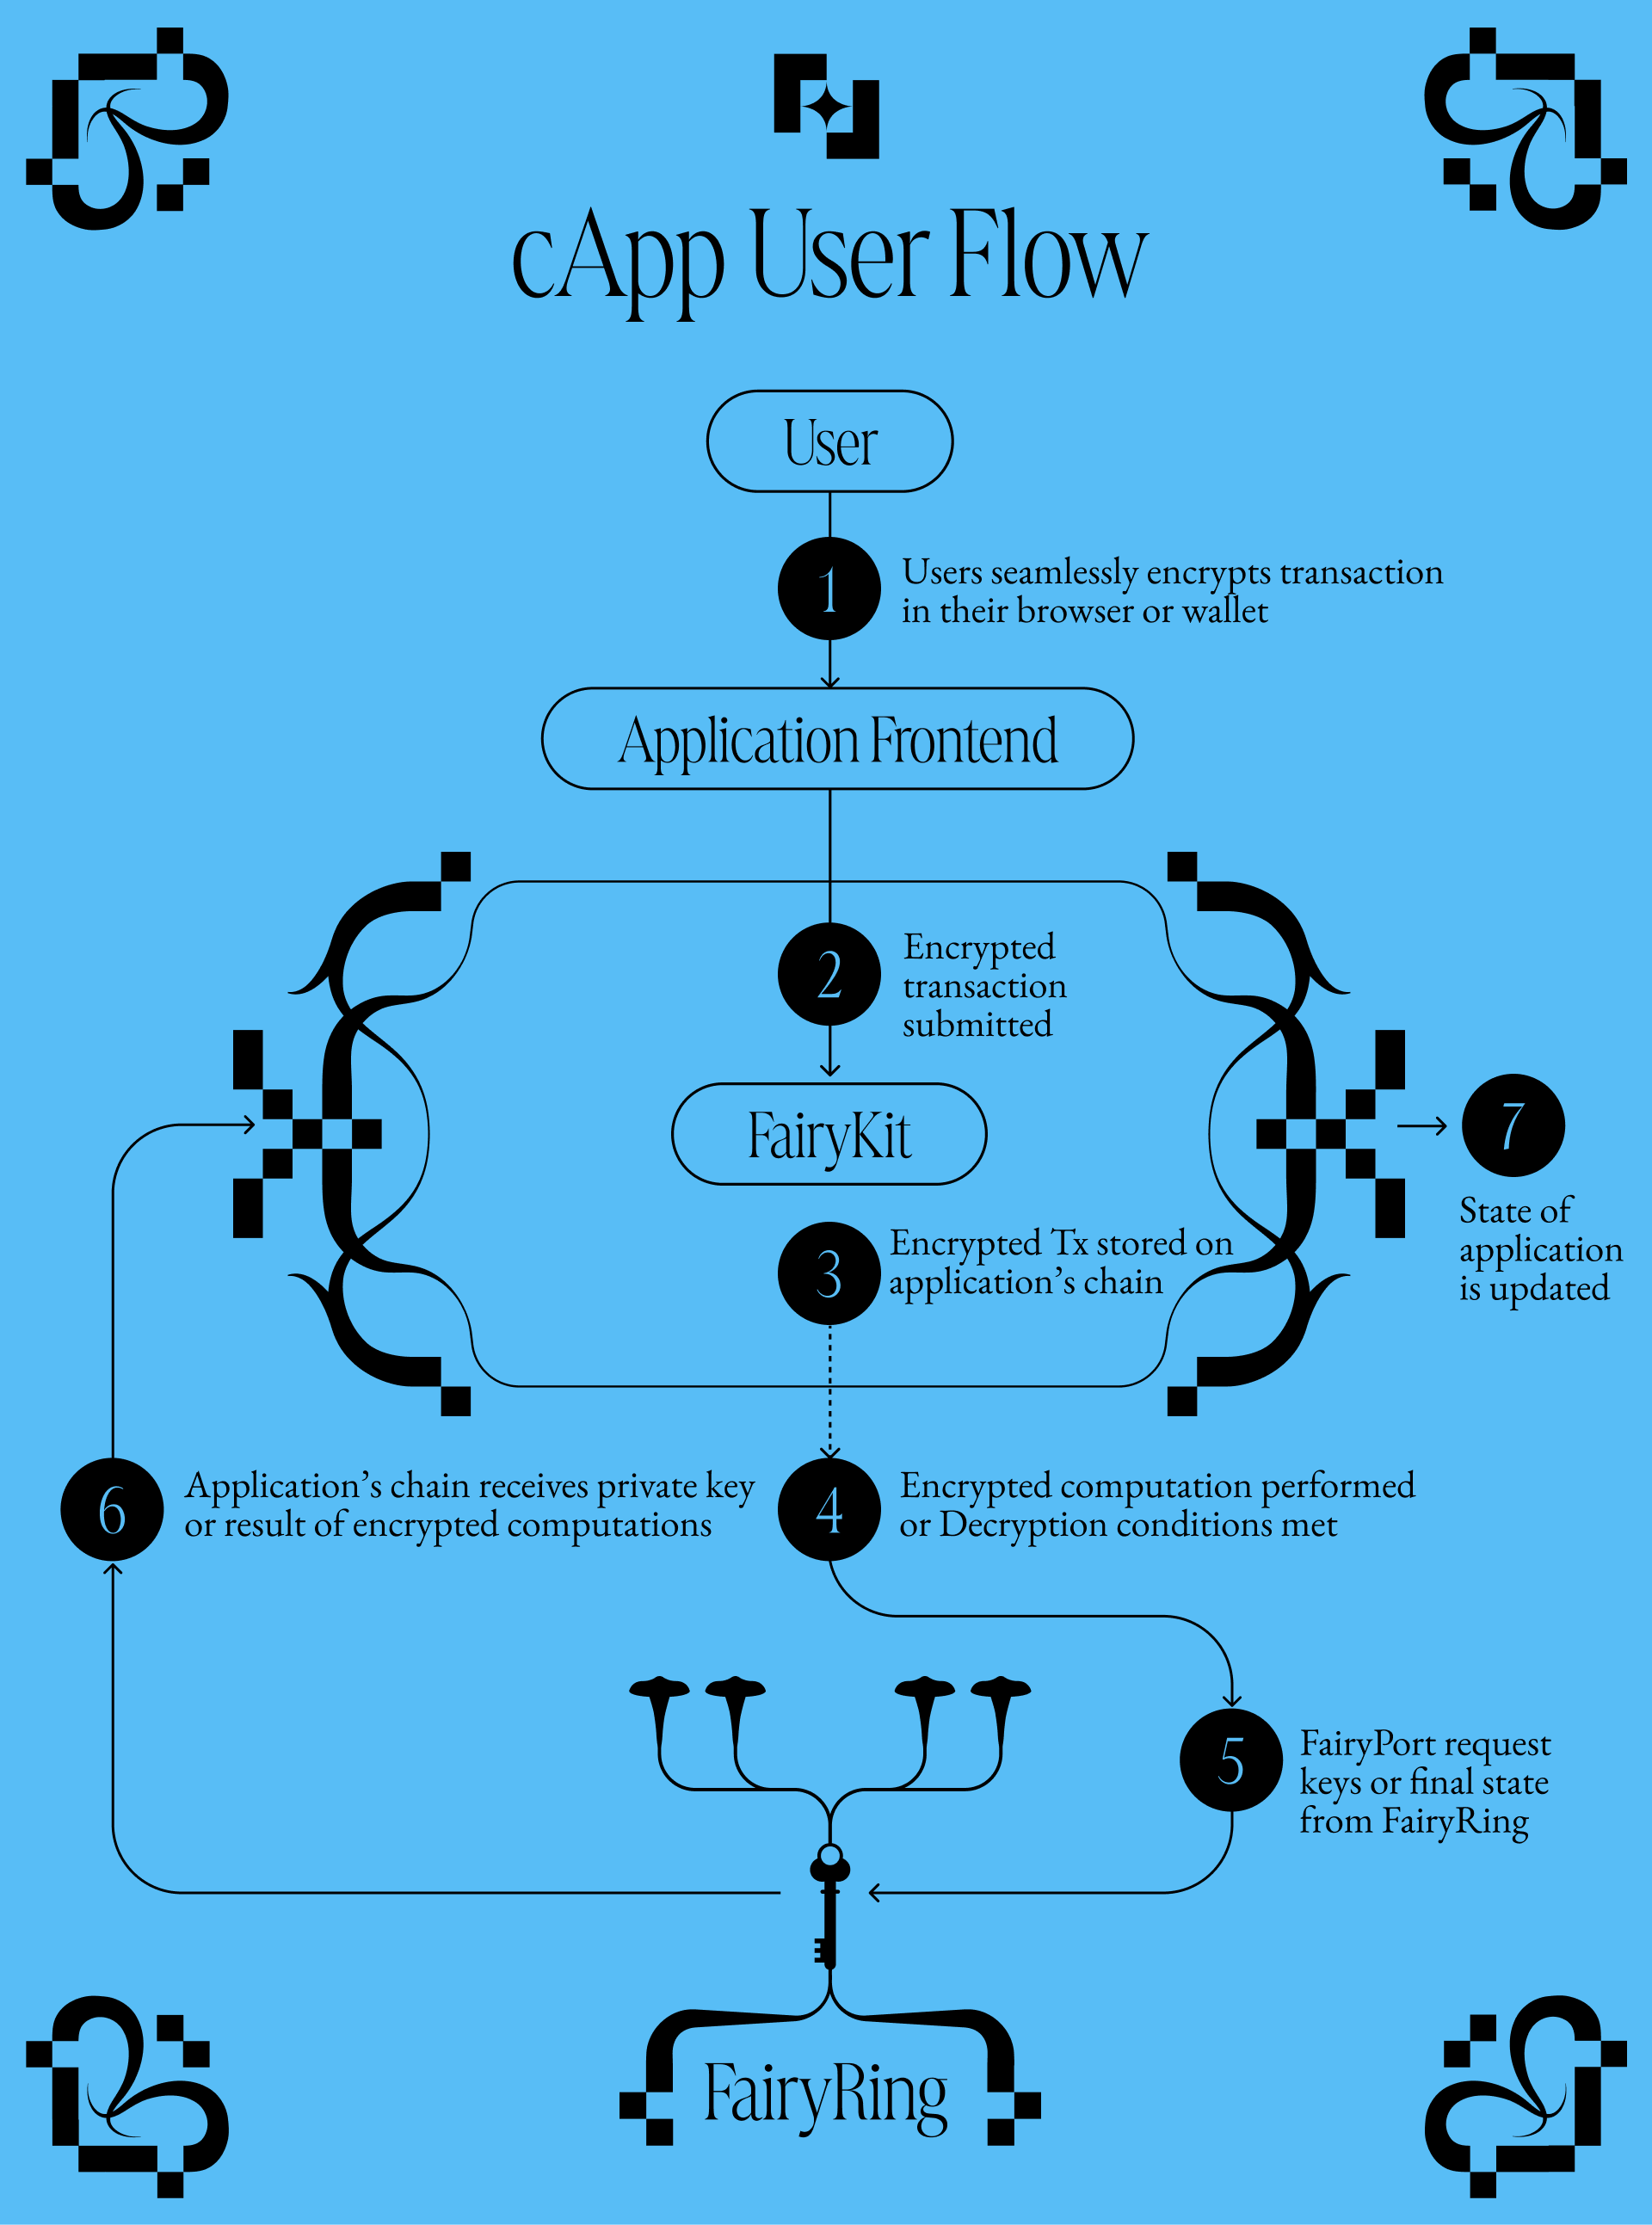 cApp User Flow
User
1
Users seamlessly encrypts transaction
in their browser or wallet
Application Frontend
2
Encrypted
transaction
submitted
FairyKit
3
Encrypted Tx stored on
application’s chain
4
Encrypted computation performed
or Decryption conditions met
5
FairyPort request
keys or final state
from FairyRing
FairyRing
6
Application’s chain receives private key
or result of encrypted computations
7
State of
application
is updated